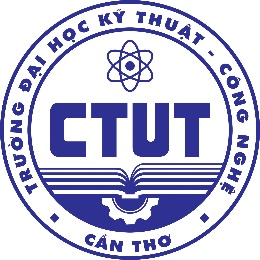 TRƯỜNG ĐẠI HỌC KỸ THUẬT - CÔNG NGHỆ
CTUT
CẦN THƠ